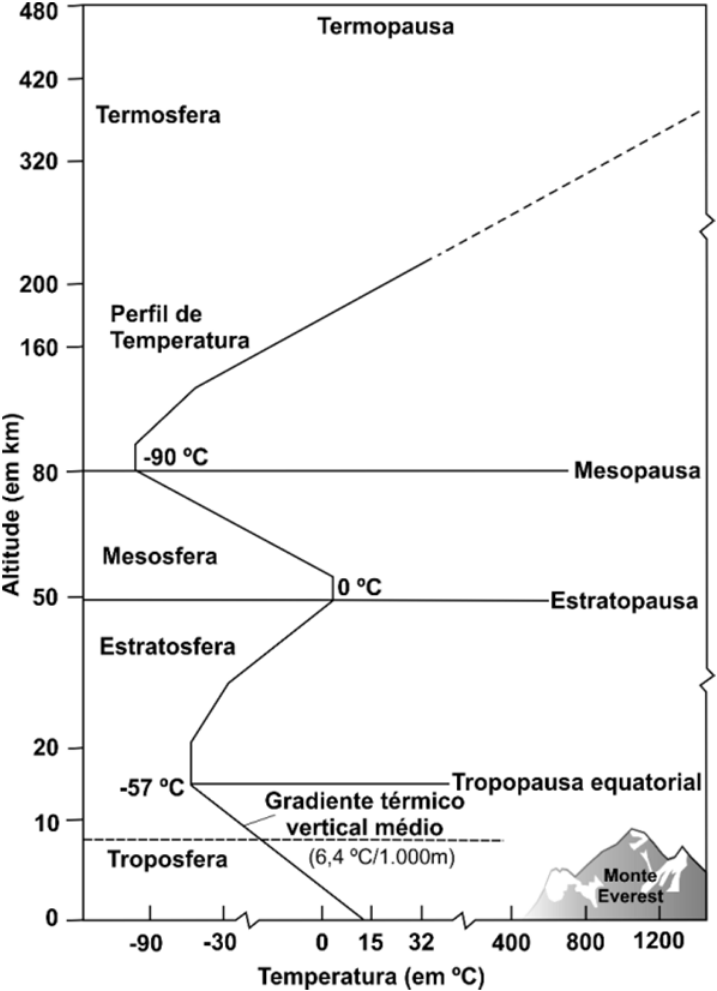 480
Termopausa
420
Termosfera
320
200
Perfil de
Temperatura
160
-90 ºC
80
Mesopausa
Mesosfera
0 ºC
50
Estratopausa
Estratosfera
20
-57 ºC
Tropopausa equatorial
Gradiente térmico
vertical médio
10
(6,4 ºC/1.000m)
Troposfera
Monte
Everest
0
-90 -30 0 15 32 400 800 1200
Temperatura (em ºC)
Altitude (em km)